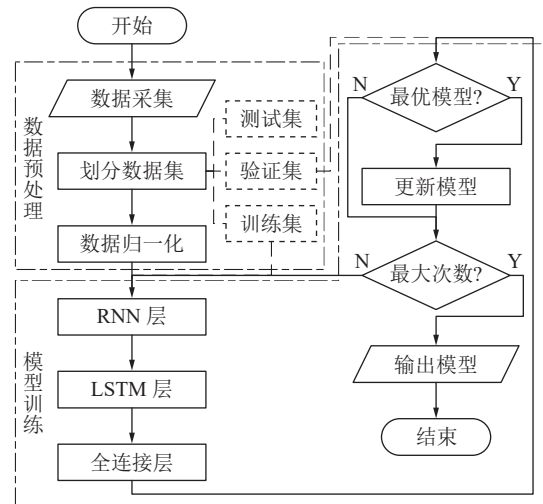 开始
数据预处理
数据采集
划分数据集
数据归一化
测试集
验证集
训练集
模型训练
RNN 层
LSTM 层
全连接层
N
最优模型?
Y
更新模型
N
最大次数?
Y
输出模型
结束